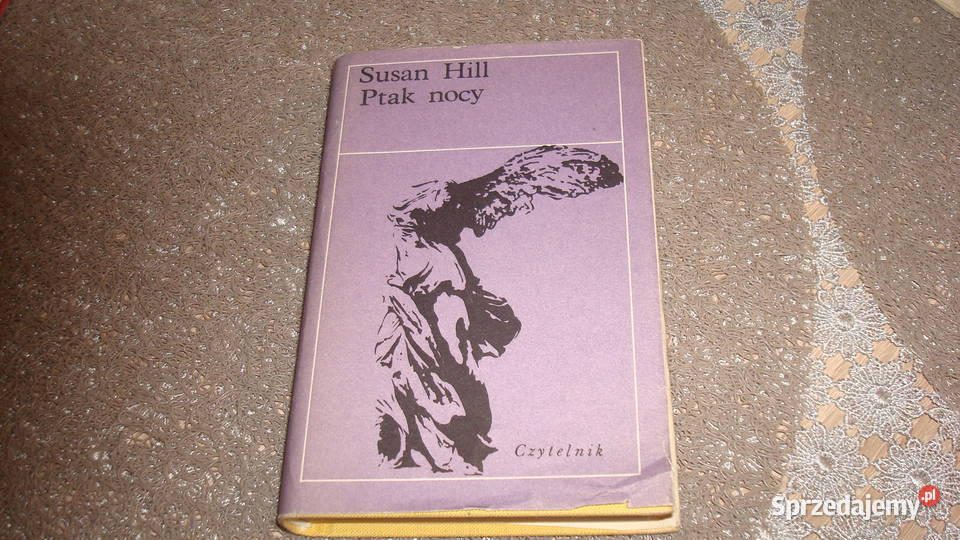 Susan Hill
Ptak nocy
Czytelnik
Sprzedajemy.pl